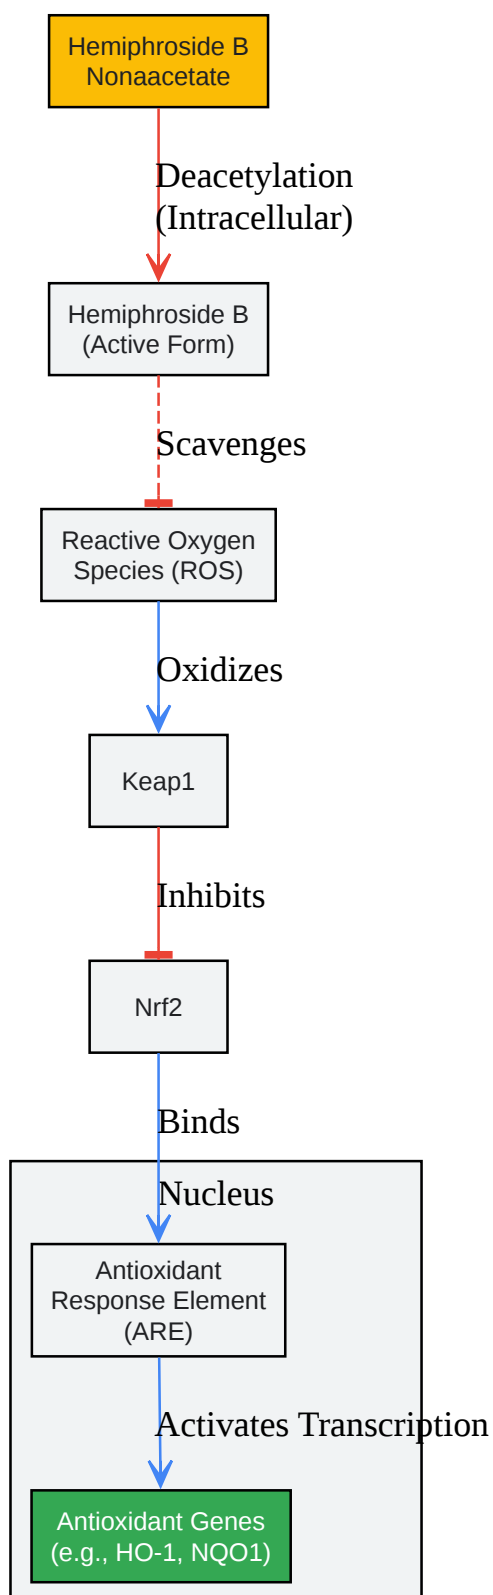 Hemiphroside B
Nonaacetate
Deacetylation
(Intracellular)
Hemiphroside B
(Active Form)
Scavenges
Reactive Oxygen
Species (ROS)
Oxidizes
Keap1
Inhibits
Nrf2
Binds
Nucleus
Antioxidant
Response Element
(ARE)
Activates Transcription
Antioxidant Genes
(e.g., HO-1, NQO1)